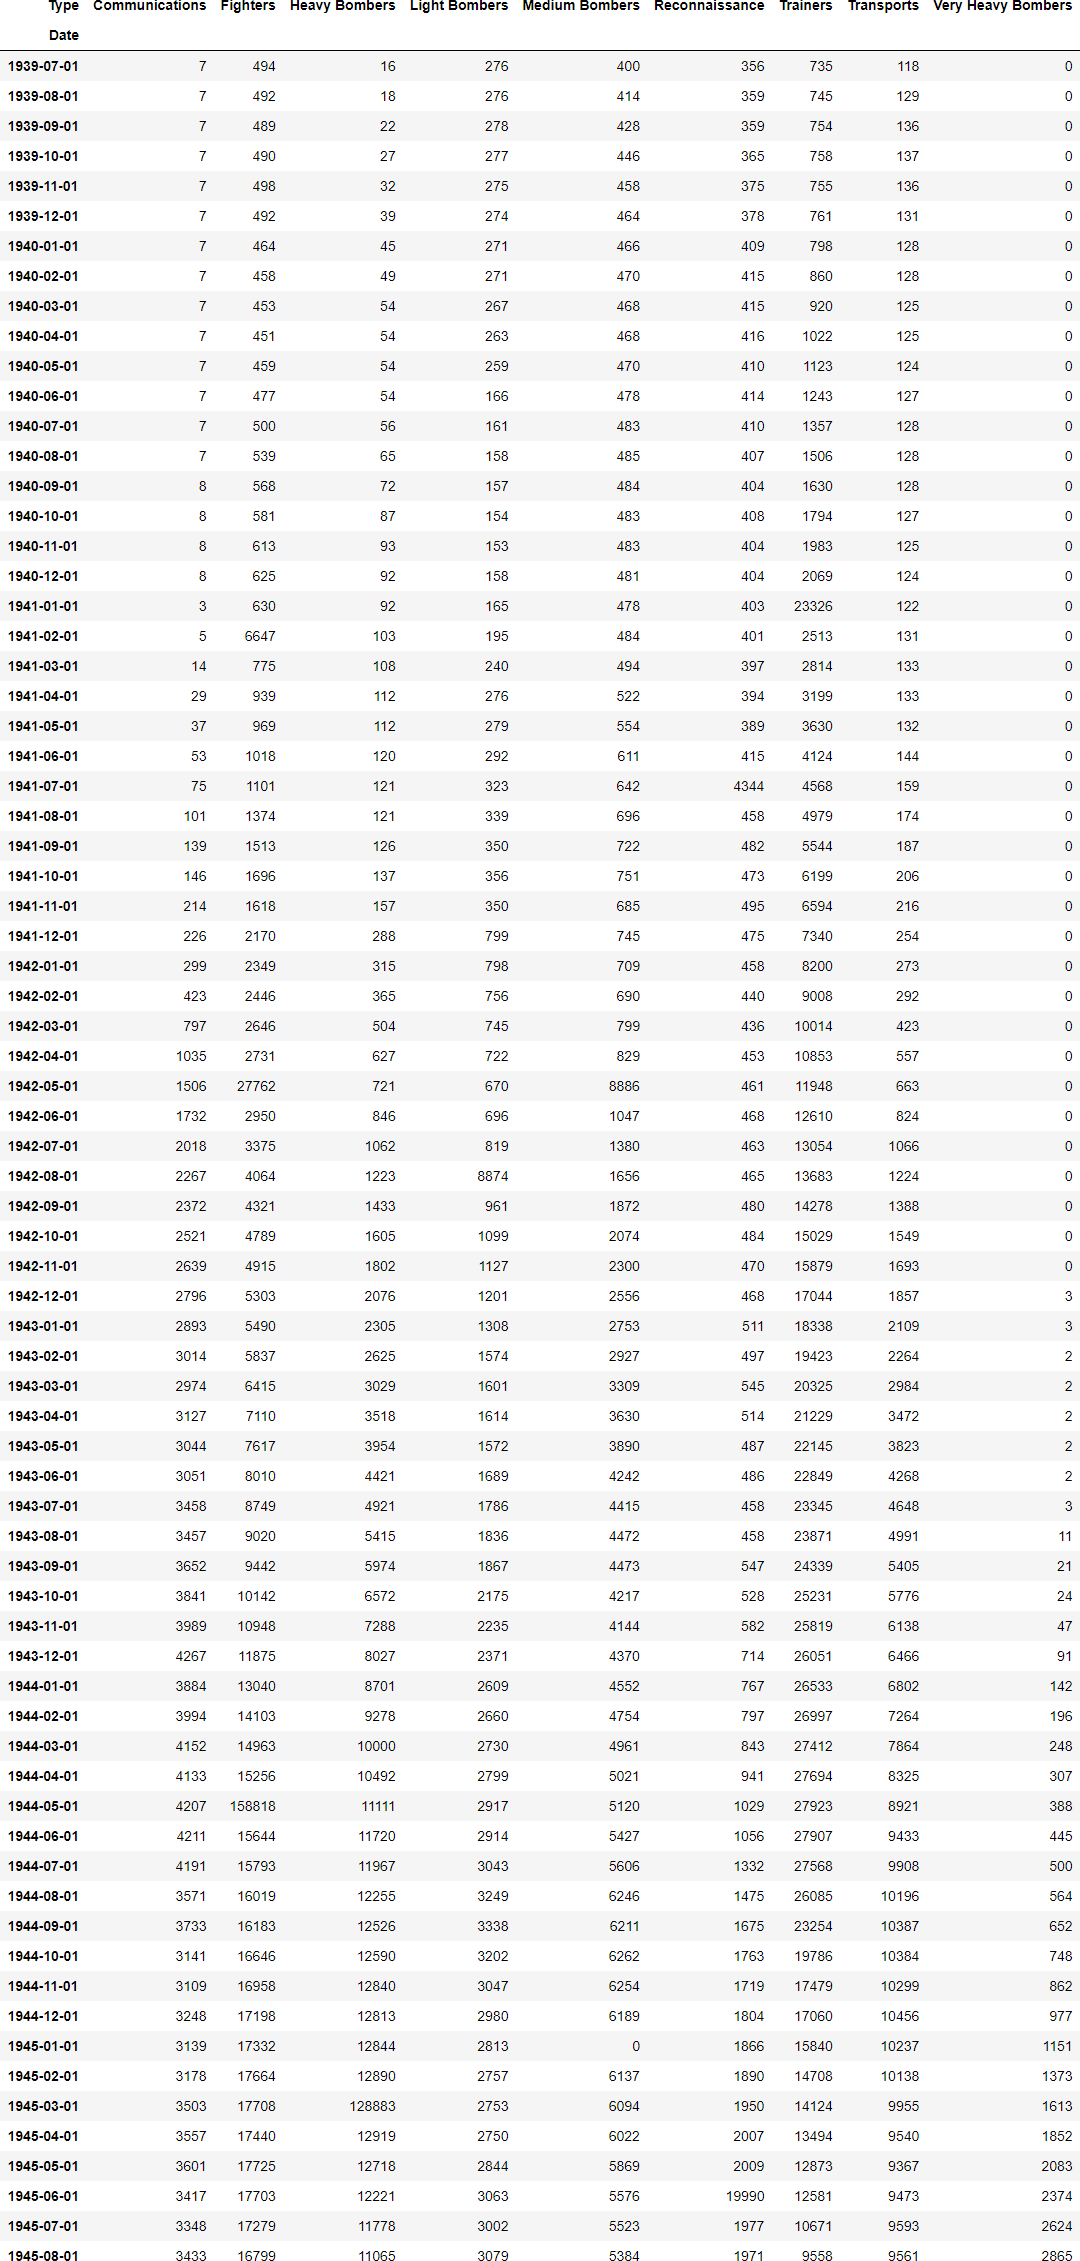 Type Communications Fighters Heavy Bombers Light Bombers Medium Bombers Reconnaissance Trainers Transports Very Heavy Bombers
Date
1939-07-01 7 494 16 276 400 356 735 118 0
1939-08-01 7 492 18 276 414 359 745 129 0
1939-09-01 7 489 22 278 428 359 754 136 0
1939-10-01 7 490 27 277 446 365 758 137 0
1939-11-01 7 498 32 275 458 375 755 136 0
1939-12-01 7 492 39 274 464 378 761 131 0
1940-01-01 7 464 45 271 466 409 798 128 0
1940-02-01 7 458 49 271 470 415 860 128 0
1940-03-01 7 453 54 267 468 415 920 125 0
1940-04-01 7 451 54 263 468 416 1022 125 0
1940-05-01 7 459 54 259 470 410 1123 124 0
1940-06-01 7 477 54 166 478 414 1243 127 0
1940-07-01 7 500 56 161 483 410 1357 128 0
1940-08-01 7 539 65 158 485 407 1506 128 0
1940-09-01 8 568 72 157 484 404 1630 128 0
1940-10-01 8 581 87 154 483 408 1794 127 0
1940-11-01 8 613 93 153 483 404 1983 125 0
1940-12-01 8 625 92 158 481 404 2069 124 0
1941-01-01 3 630 92 165 478 403 23326 122 0
1941-02-01 5 6647 103 195 484 401 2513 131 0
1941-03-01 14 775 108 240 494 397 2814 133 0
1941-04-01 29 939 112 276 522 394 3199 133 0
1941-05-01 37 969 112 279 554 389 3630 132 0
1941-06-01 53 1018 120 292 611 415 4124 144 0
1941-07-01 75 1101 121 323 642 4344 4568 159 0
1941-08-01 101 1374 121 339 696 458 4979 174 0
1941-09-01 139 1513 126 350 722 482 5544 187 0
1941-10-01 146 1696 137 356 751 473 6199 206 0
1941-11-01 214 1618 157 350 685 495 6594 216 0
1941-12-01 226 2170 288 799 745 475 7340 254 0
1942-01-01 299 2349 315 798 709 458 8200 273 0
1942-02-01 423 2446 365 756 690 440 9008 292 0
1942-03-01 797 2646 504 745 799 436 10014 423 0
1942-04-01 1035 2731 627 722 829 453 10853 557 0
1942-05-01 1506 27762 721 670 8886 461 11948 663 0
1942-06-01 1732 2950 846 696 1047 468 12610 824 0
1942-07-01 2018 3375 1062 819 1380 463 13054 1066 0
1942-08-01 2267 4064 1223 8874 1656 465 13683 1224 0
1942-09-01 2372 4321 1433 961 1872 480 14278 1388 0
1942-10-01 2521 4789 1605 1099 2074 484 15029 1549 0
1942-11-01 2639 4915 1802 1127 2300 470 15879 1693 0
1942-12-01 2796 5303 2076 1201 2556 468 17044 1857 3
1943-01-01 2893 5490 2305 1308 2753 511 18338 2109 3
1943-02-01 3014 5837 2625 1574 2927 497 19423 2264 2
1943-03-01 2974 6415 3029 1601 3309 545 20325 2984 2
1943-04-01 3127 7110 3518 1614 3630 514 21229 3472 2
1943-05-01 3044 7617 3954 1572 3890 487 22145 3823 2
1943-06-01 3051 8010 4421 1689 4242 486 22849 4268 2
1943-07-01 3458 8749 4921 1786 4415 458 23345 4648 3
1943-08-01 3457 9020 5415 1836 4472 458 23871 4991 11
1943-09-01 3652 9442 5974 1867 4473 547 24339 5405 21
1943-10-01 3841 10142 6572 2175 4217 528 25231 5776 24
1943-11-01 3989 10948 7288 2235 4144 582 25819 6138 47
1943-12-01 4267 11875 8027 2371 4370 714 26051 6466 91
1944-01-01 3884 13040 8701 2609 4552 767 26533 6802 142
1944-02-01 3994 14103 9278 2660 4754 797 26997 7264 196
1944-03-01 4152 14963 10000 2730 4961 843 27412 7864 248
1944-04-01 4133 15256 10492 2799 5021 941 27694 8325 307
1944-05-01 4207 158818 11111 2917 5120 1029 27923 8921 388
1944-06-01 4211 15644 11720 2914 5427 1056 27907 9433 445
1944-07-01 4191 15793 11967 3043 5606 1332 27568 9908 500
1944-08-01 3571 16019 12255 3249 6246 1475 26085 10196 564
1944-09-01 3733 16183 12526 3338 6211 1675 23254 10387 652
1944-10-01 3141 16646 12590 3202 6262 1763 19786 10384 748
1944-11-01 3109 16958 12840 3047 6254 1719 17479 10299 862
1944-12-01 3248 17198 12813 2980 6189 1804 17060 10456 977
1945-01-01 3139 17332 12844 2813 0 1866 15840 10237 1151
1945-02-01 3178 17664 12890 2757 6137 1890 14708 10138 1373
1945-03-01 3503 17708 128883 2753 6094 1950 14124 9955 1613
1945-04-01 3557 17440 12919 2750 6022 2007 13494 9540 1852
1945-05-01 3601 17725 12718 2844 5869 2009 12873 9367 2083
1945-06-01 3417 17703 12221 3063 5576 19990 12581 9473 2374
1945-07-01 3348 17279 11778 3002 5523 1977 10671 9593 2624
1945-08-01 3433 16799 11065 3079 5384 1971 9558 9561 2865